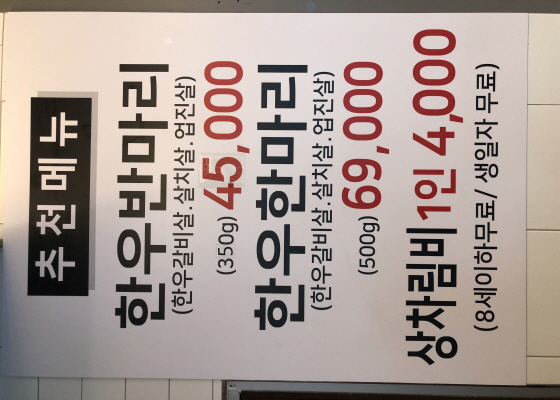 추천메뉴
한우반마리
(한우갈비살.살치살.업진살)
(350g) 45,000
한우한마리
(한우갈비살.살치살.업진살)
(500g) 69,000
상차림비 1인 4,000
(8세이하무료/ 생일자 무료)